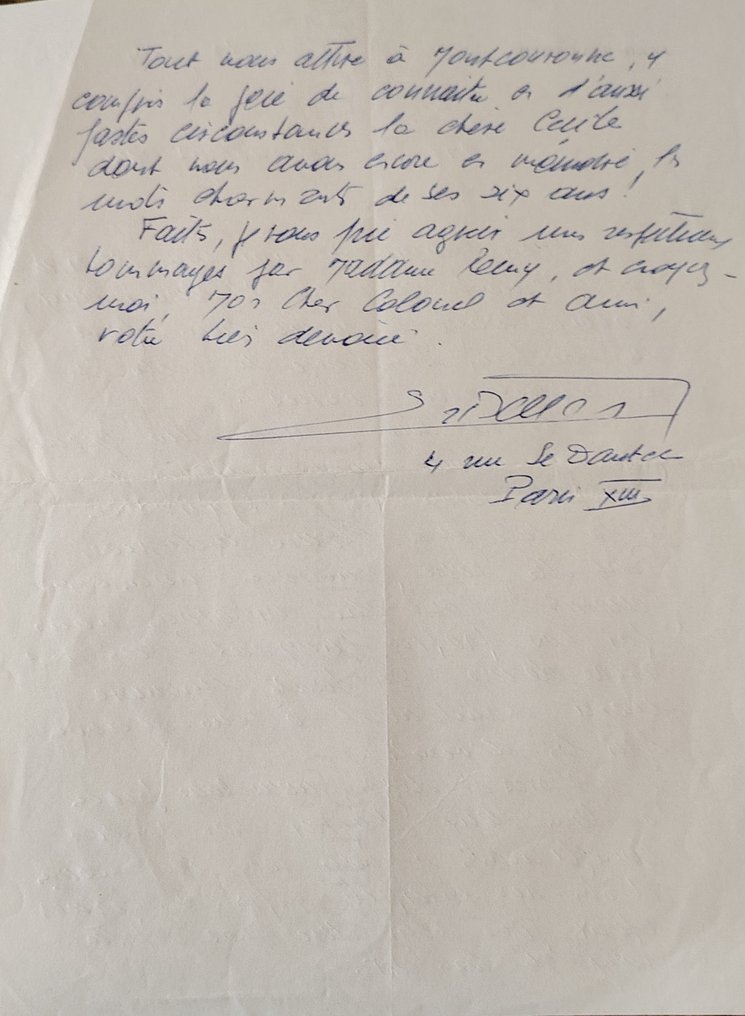 Tout nous attire à Montcouronne, y
compris la joie de connaître en d'aussi
fastes circonstances la chère Cécile
dont nous avons encore en mémoire les
mots charmants de ses six ans !
Faites, je vous prie agréer mes respectueux
hommages par Madame Remy, et croyez-
moi, Mon Cher Colonel et ami,
votre très dévoué.
4 rue Le Dantec
Paris XIII